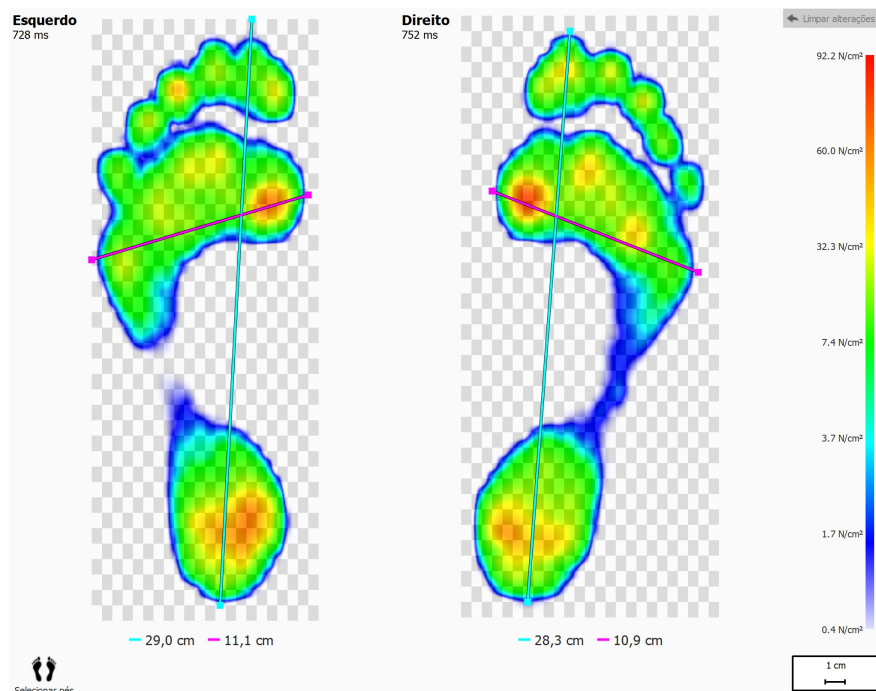 Esquerdo
728 ms
Direito
752 ms
Limpar alterações
92.2 N/cm²
60.0 N/cm²
32.3 N/cm²
7.4 N/cm²
3.7 N/cm²
1.7 N/cm²
0.4 N/cm²
29,0 cm 11,1 cm
28,3 cm 10,9 cm
Selecionar pés
1 cm